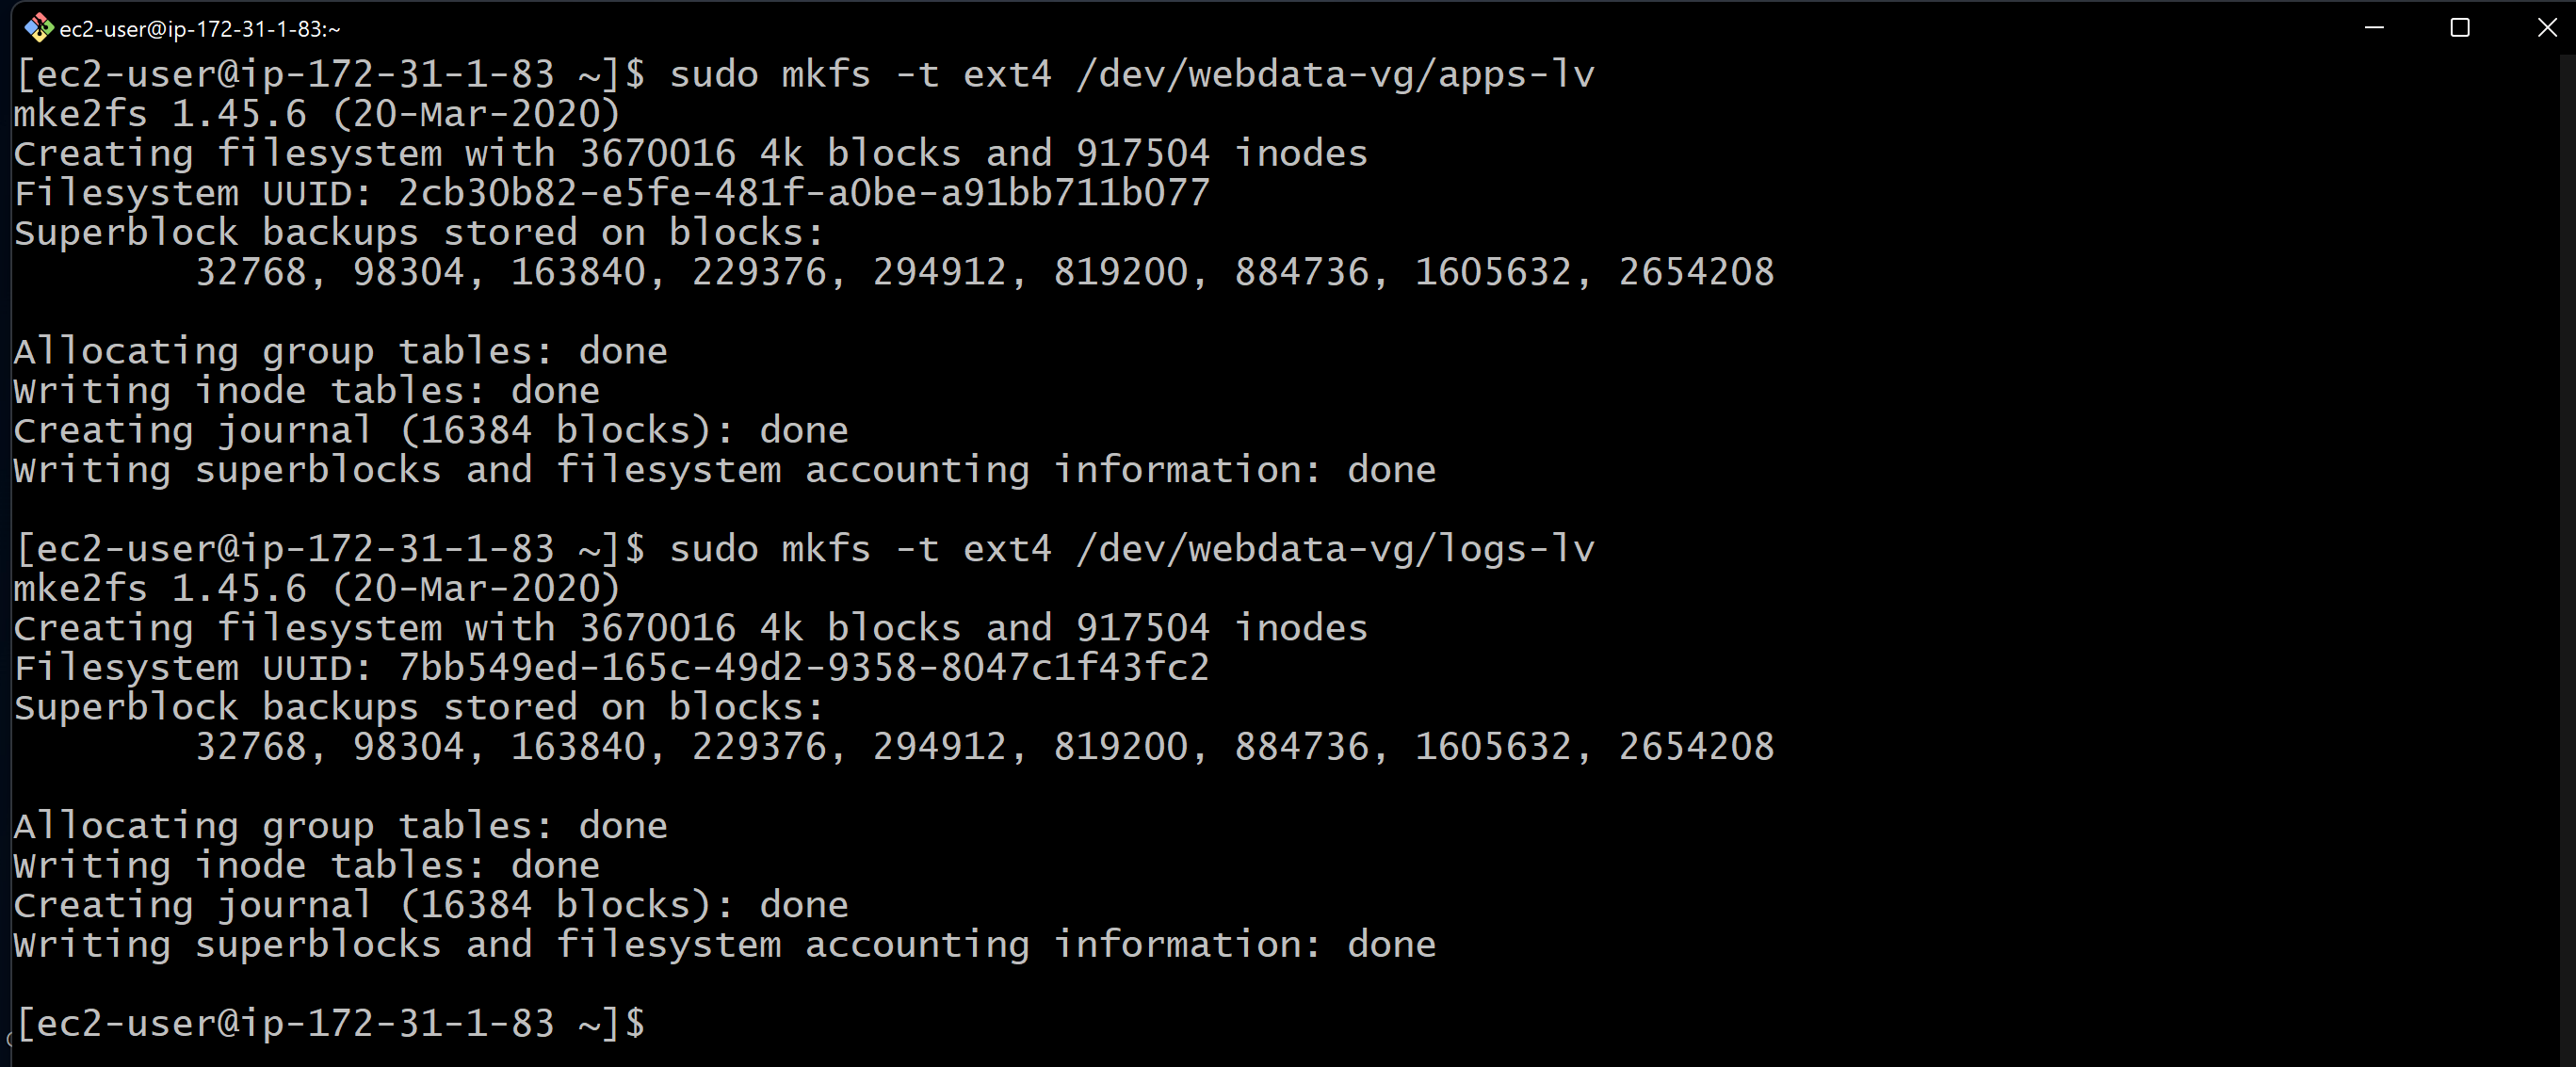 ec2-user@ip-172-31-1-83:~
[ec2-user@ip-172-31-1-83 ~]$ sudo mkfs -t ext4 /dev/webdata-vg/apps-lv
mke2fs 1.45.6 (20-Mar-2020)
Creating filesystem with 3670016 4k blocks and 917504 inodes
Filesystem UUID: 2cb30b82-e5fe-481f-a0be-a91bb711b077
Superblock backups stored on blocks:
        32768, 98304, 163840, 229376, 294912, 819200, 884736, 1605632, 2654208

Allocating group tables: done
Writing inode tables: done
Creating journal (16384 blocks): done
Writing superblocks and filesystem accounting information: done

[ec2-user@ip-172-31-1-83 ~]$ sudo mkfs -t ext4 /dev/webdata-vg/logs-lv
mke2fs 1.45.6 (20-Mar-2020)
Creating filesystem with 3670016 4k blocks and 917504 inodes
Filesystem UUID: 7bb549ed-165c-49d2-9358-8047c1f43fc2
Superblock backups stored on blocks:
        32768, 98304, 163840, 229376, 294912, 819200, 884736, 1605632, 2654208

Allocating group tables: done
Writing inode tables: done
Creating journal (16384 blocks): done
Writing superblocks and filesystem accounting information: done

[ec2-user@ip-172-31-1-83 ~]$